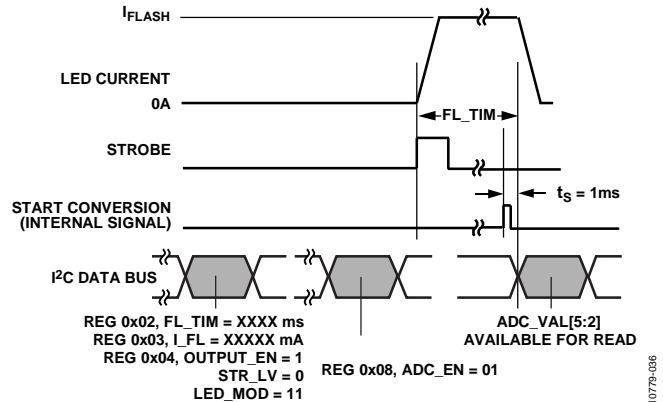 IFLASH
LED CURRENT
0A
FL_TIM
STROBE
tS = 1ms
START CONVERSION
(INTERNAL SIGNAL)
I2C DATA BUS
REG 0x02, FL_TIM = XXXX ms
REG 0x03, I_FL = XXXXX mA
REG 0x04, OUTPUT_EN = 1
STR_LV = 0
LED_MOD = 11
REG 0x08, ADC_EN = 01
ADC_VAL[5:2]
AVAILABLE FOR READ
10779-036